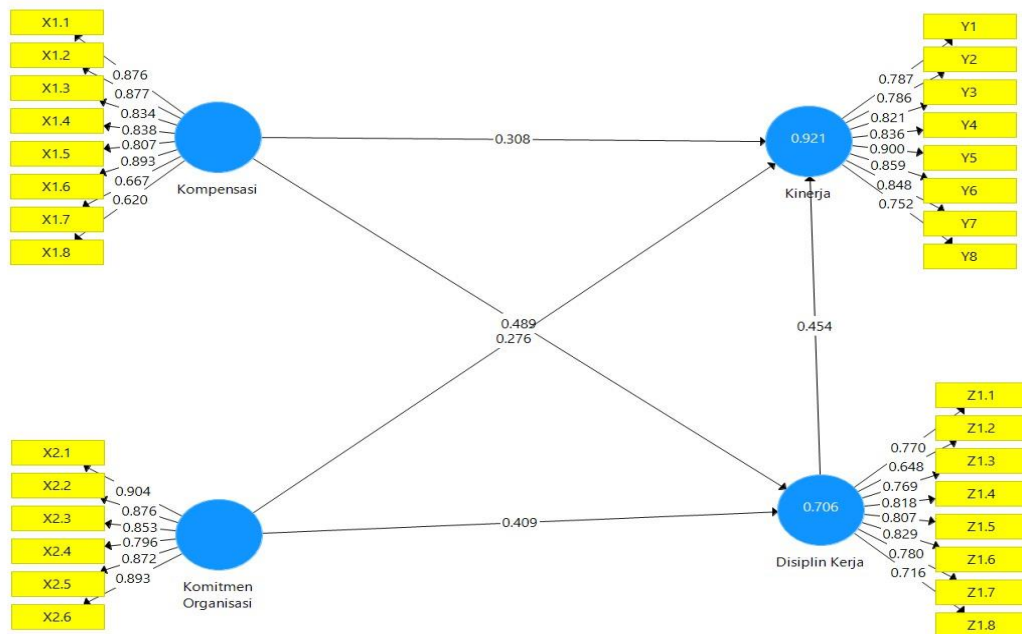 X1.1
X1.2
X1.3
X1.4
X1.5
X1.6
X1.7
X1.8
0.876
0.877
0.834
0.838
0.807
0.893
0.667
0.620
Kompensasi
0.308
0.921
Kinerja
0.787
0.786
0.821
0.836
0.900
0.859
0.848
0.752
Y1
Y2
Y3
Y4
Y5
Y6
Y7
Y8
0.489
0.276
0.454
X2.1
X2.2
X2.3
X2.4
X2.5
X2.6
0.904
0.876
0.853
0.796
0.872
0.893
Komitmen
Organisasi
0.409
0.706
Disiplin Kerja
0.770
0.648
0.769
0.818
0.807
0.829
0.780
0.716
Z1.1
Z1.2
Z1.3
Z1.4
Z1.5
Z1.6
Z1.7
Z1.8